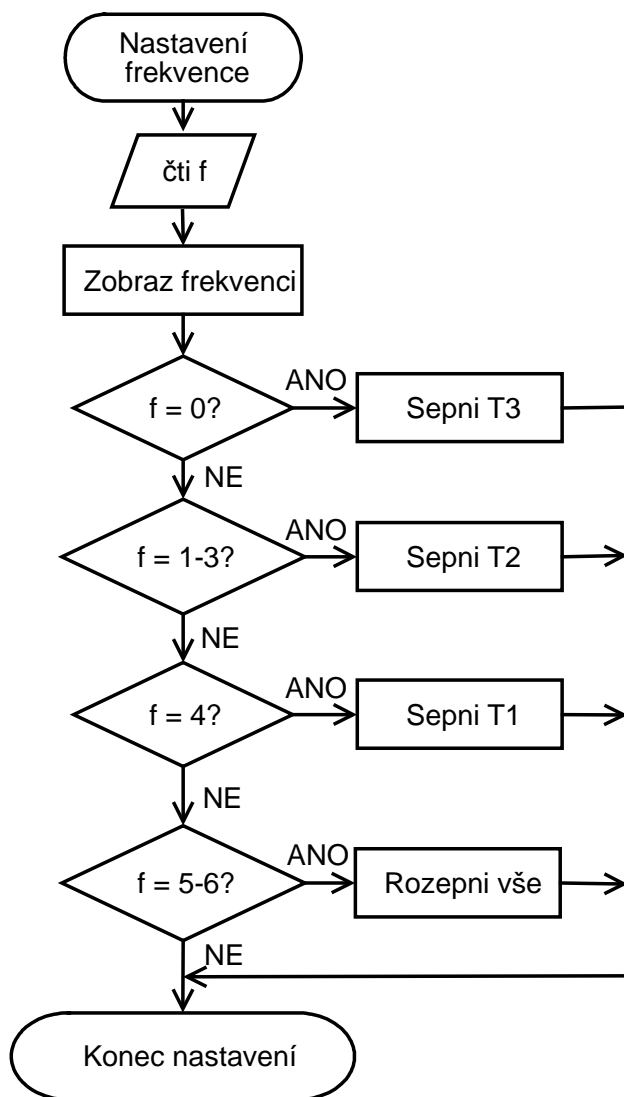 Nastavení
frekvence
čti f
Zobraz frekvenci
f = 0?
ANO
Sepni T3
NE
f = 1-3?
ANO
Sepni T2
NE
f = 4?
ANO
Sepni T1
NE
f = 5-6?
ANO
Rozepni vše
NE
Konec nastavení